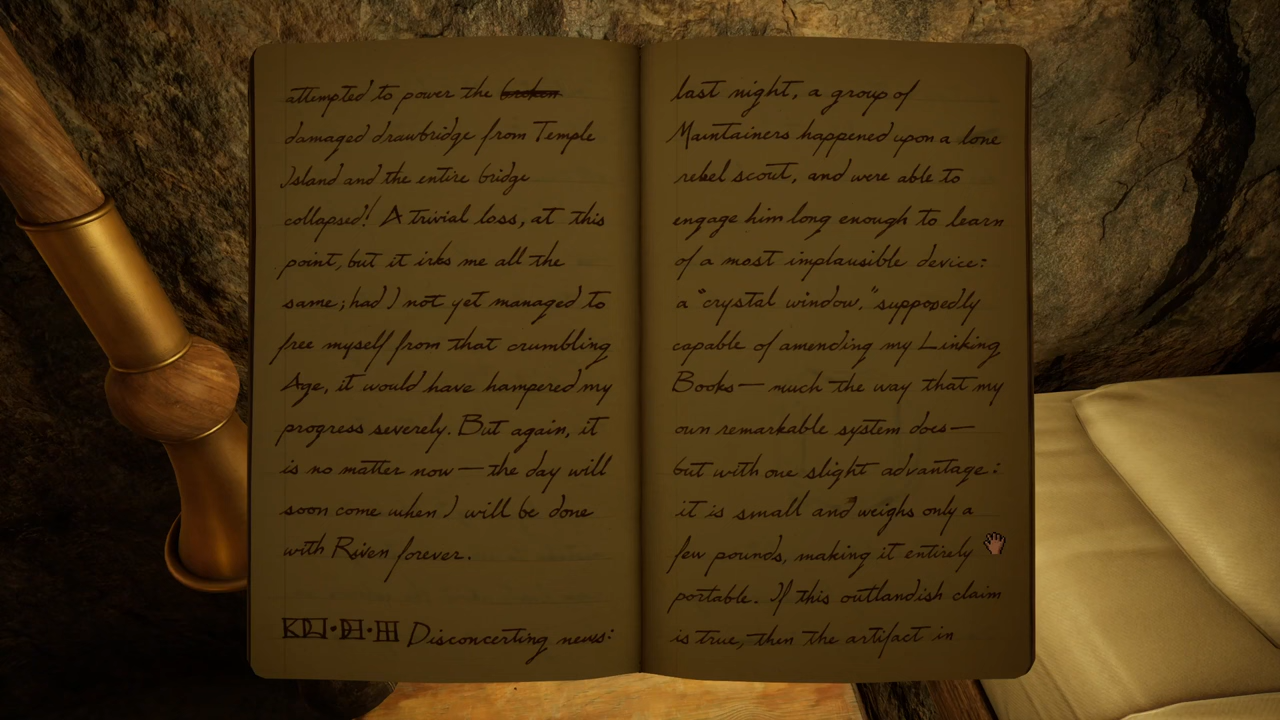 attempted to power the broken
damaged drawbridge from Temple
Island and the entire bridge
collapsed! A trivial loss, at this
point, but it irks me all the
same; had I not yet managed to
free myself from that crumbling
Age, it would have hampered my
progress severely. But again, it
is no matter now — the day will
soon come when I will be done
with Riven forever.
Disconcerting news:
last night, a group of
Maintainers happened upon a lone
rebel scout, and were able to
engage him long enough to learn
of a most implausible device:
a "crystal window," supposedly
capable of amending my Linking
Books — much the way that my
own remarkable system does —
but with one slight advantage:
it is small and weighs only a
few pounds, making it entirely
portable. If this outlandish claim
is true, then the artifact in